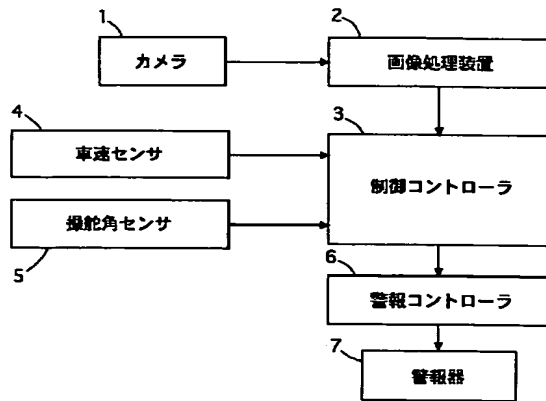 1
カメラ
2
画像処理装置
4
車速センサ
3
制御コントローラ
操舵角センサ
5
6
警報コントローラ
7
警報器